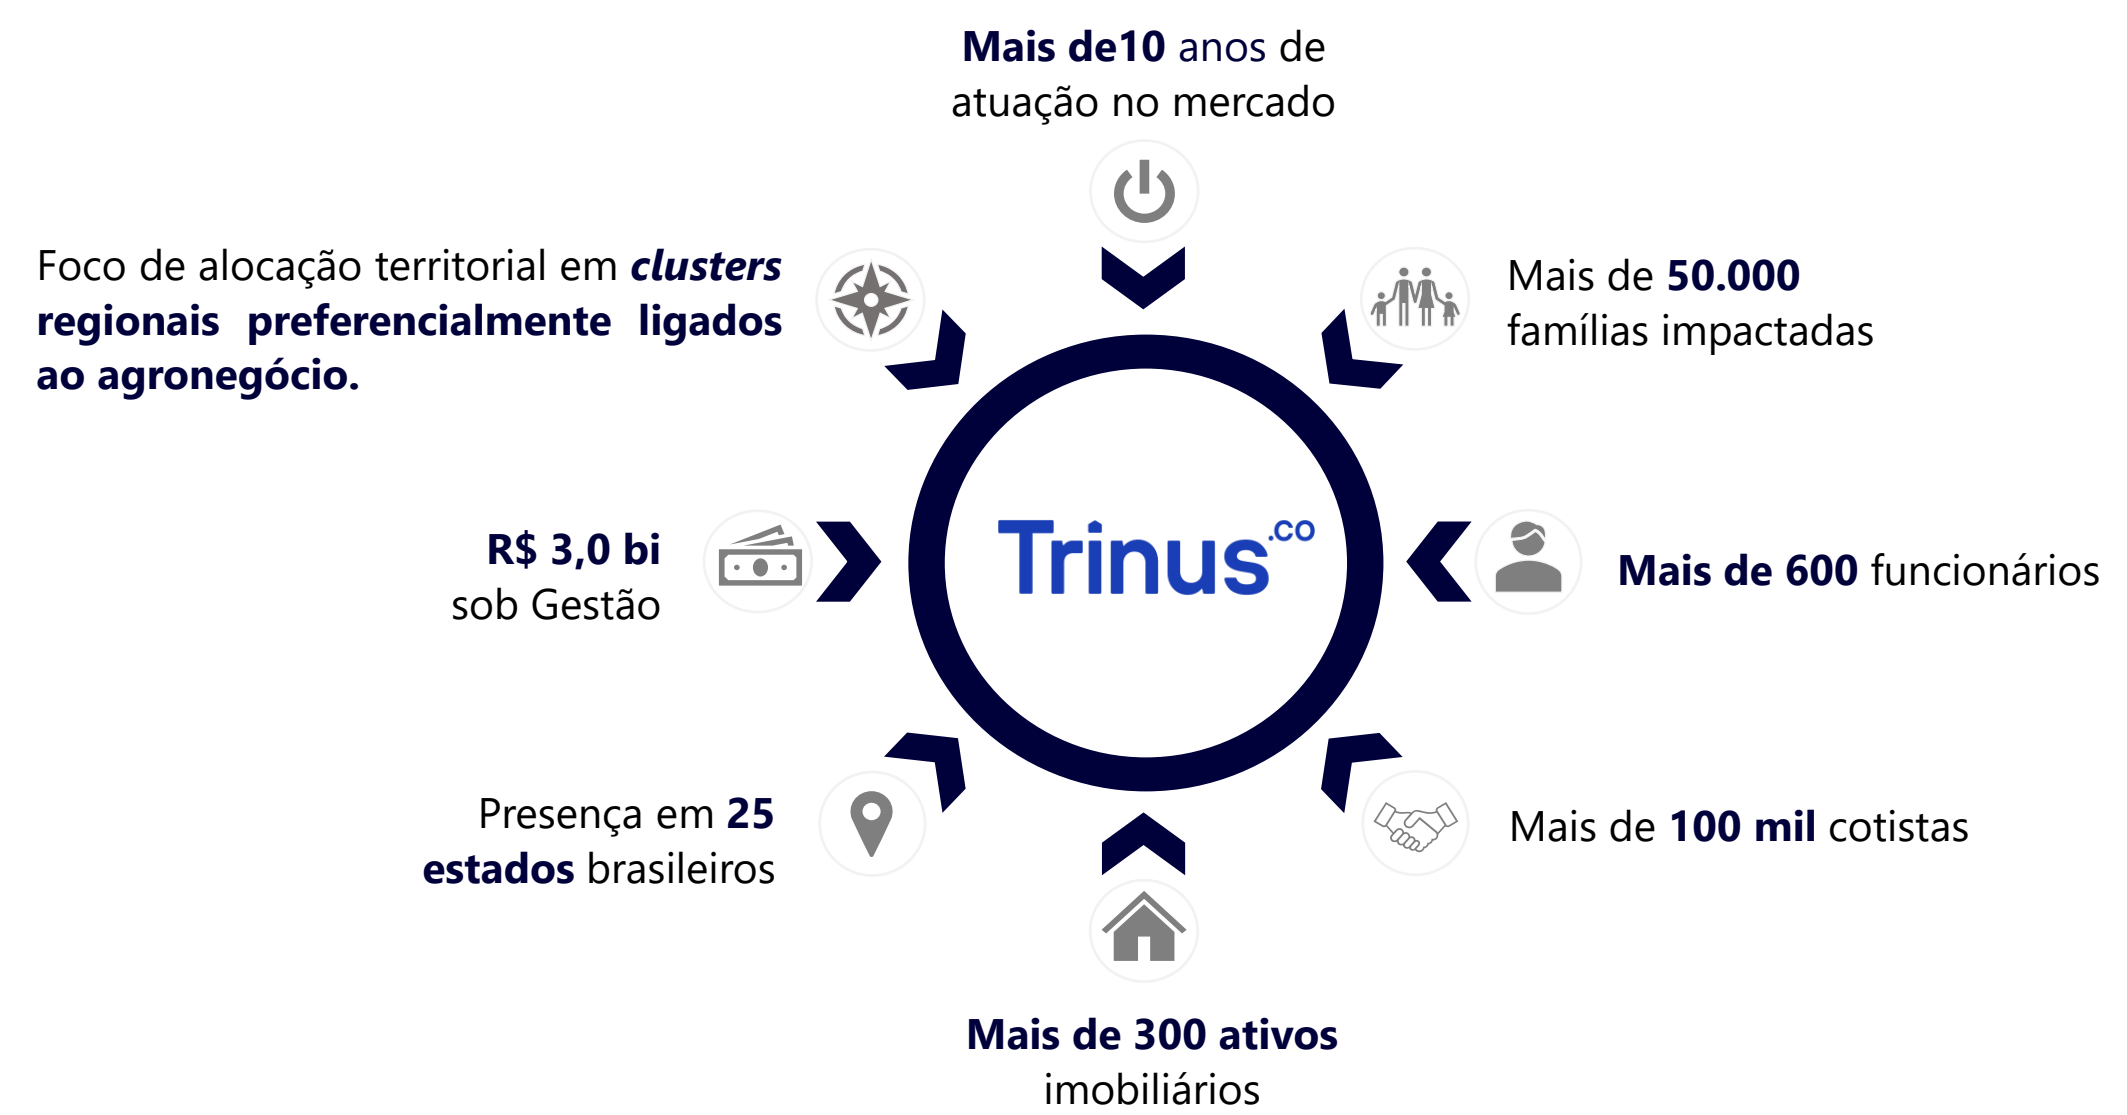 Mais de10 anos de
atuação no mercado
Foco de alocação territorial em clusters
regionais preferencialmente ligados
ao agronegócio.
Mais de 50.000
famílias impactadas
R$ 3,0 bi
sob Gestão
Trinus.co
Mais de 600 funcionários
Presença em 25
estados brasileiros
Mais de 100 mil cotistas
Mais de 300 ativos
imobiliários